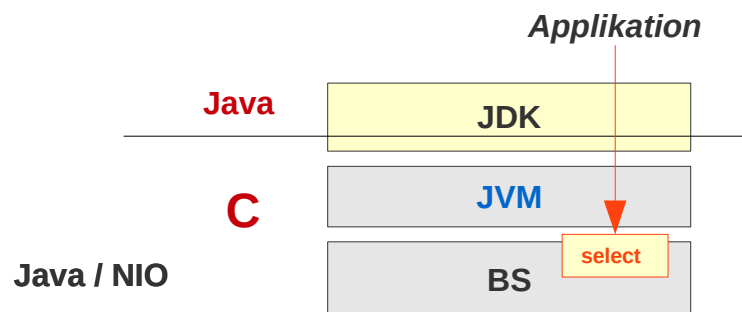 Applikation
Java
JDK
C
JVM
select
Java / NIO
BS